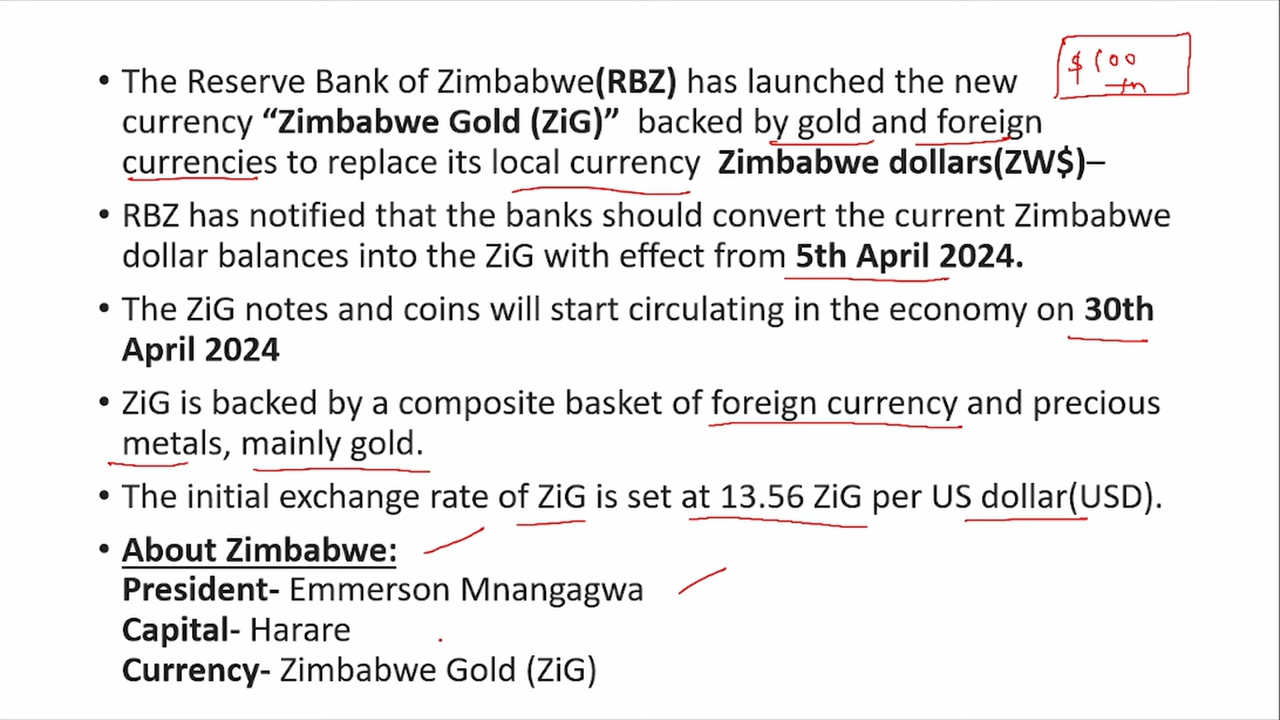 • The Reserve Bank of Zimbabwe(RBZ) has launched the new
currency “Zimbabwe Gold (ZiG)” backed by gold and foreign
currencies to replace its local currency Zimbabwe dollars(ZW$)–
• RBZ has notified that the banks should convert the current Zimbabwe
dollar balances into the ZiG with effect from 5th April 2024.
• The ZiG notes and coins will start circulating in the economy on 30th
April 2024
• ZiG is backed by a composite basket of foreign currency and precious
metals, mainly gold.
• The initial exchange rate of ZiG is set at 13.56 ZiG per US dollar(USD).
• About Zimbabwe:
President- Emmerson Mnangagwa
Capital- Harare
Currency- Zimbabwe Gold (ZiG)
$100